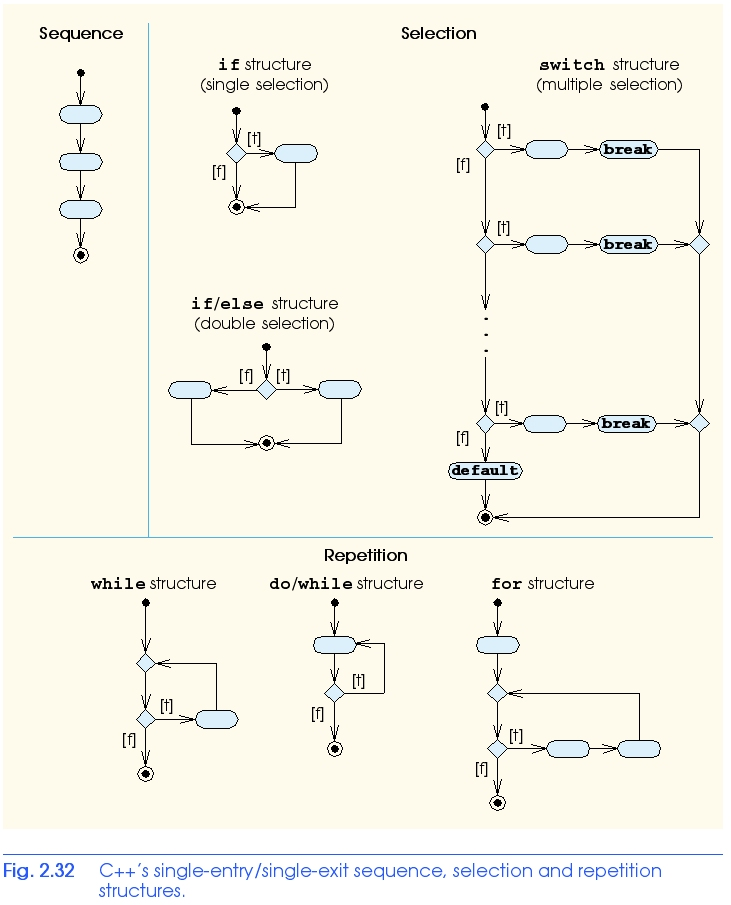 Sequence
Selection
if structure
(single selection)
[t]
[f]
if/else structure
(double selection)
[f] [t]
switch structure
(multiple selection)
[t]
break
[f]
[t]
break
.
.
.
[t]
break
[f]
default
Repetition
while structure
[t]
[f]
do/while structure
[t]
[f]
for structure
[t]
[f]
Fig. 2.32 C++'s single-entry/single-exit sequence, selection and repetition
structures.